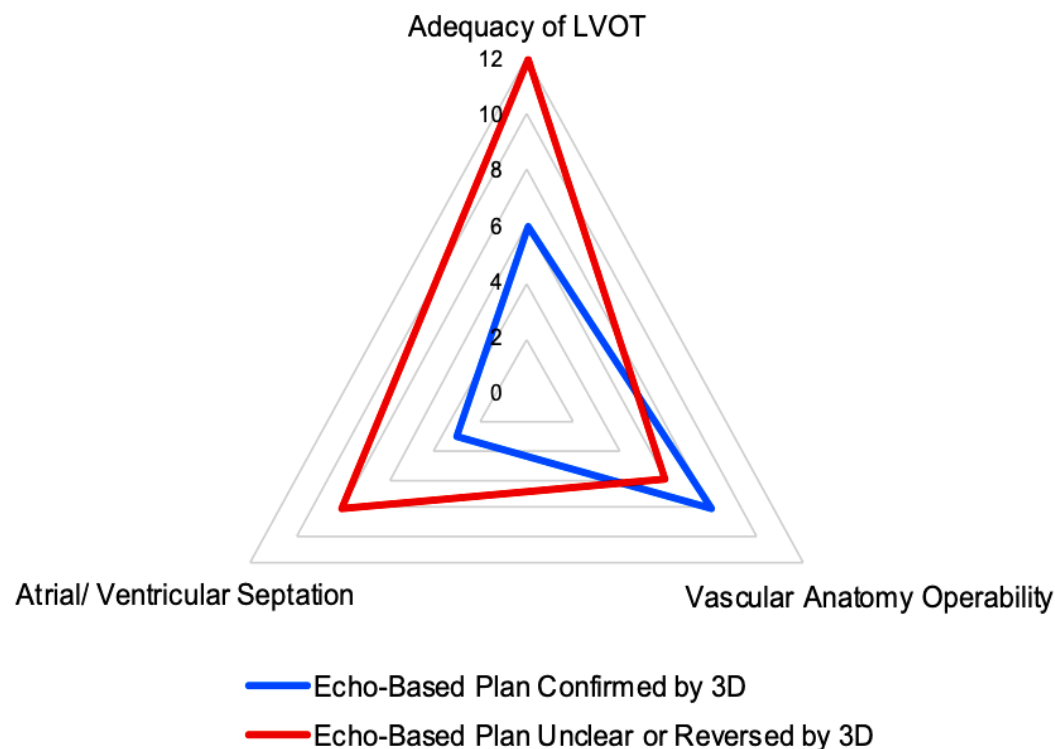 Adequacy of LVOT
12
10
8
6
4
2
0
Atrial/ Ventricular Septation
Vascular Anatomy Operability
Echo-Based Plan Confirmed by 3D
Echo-Based Plan Unclear or Reversed by 3D